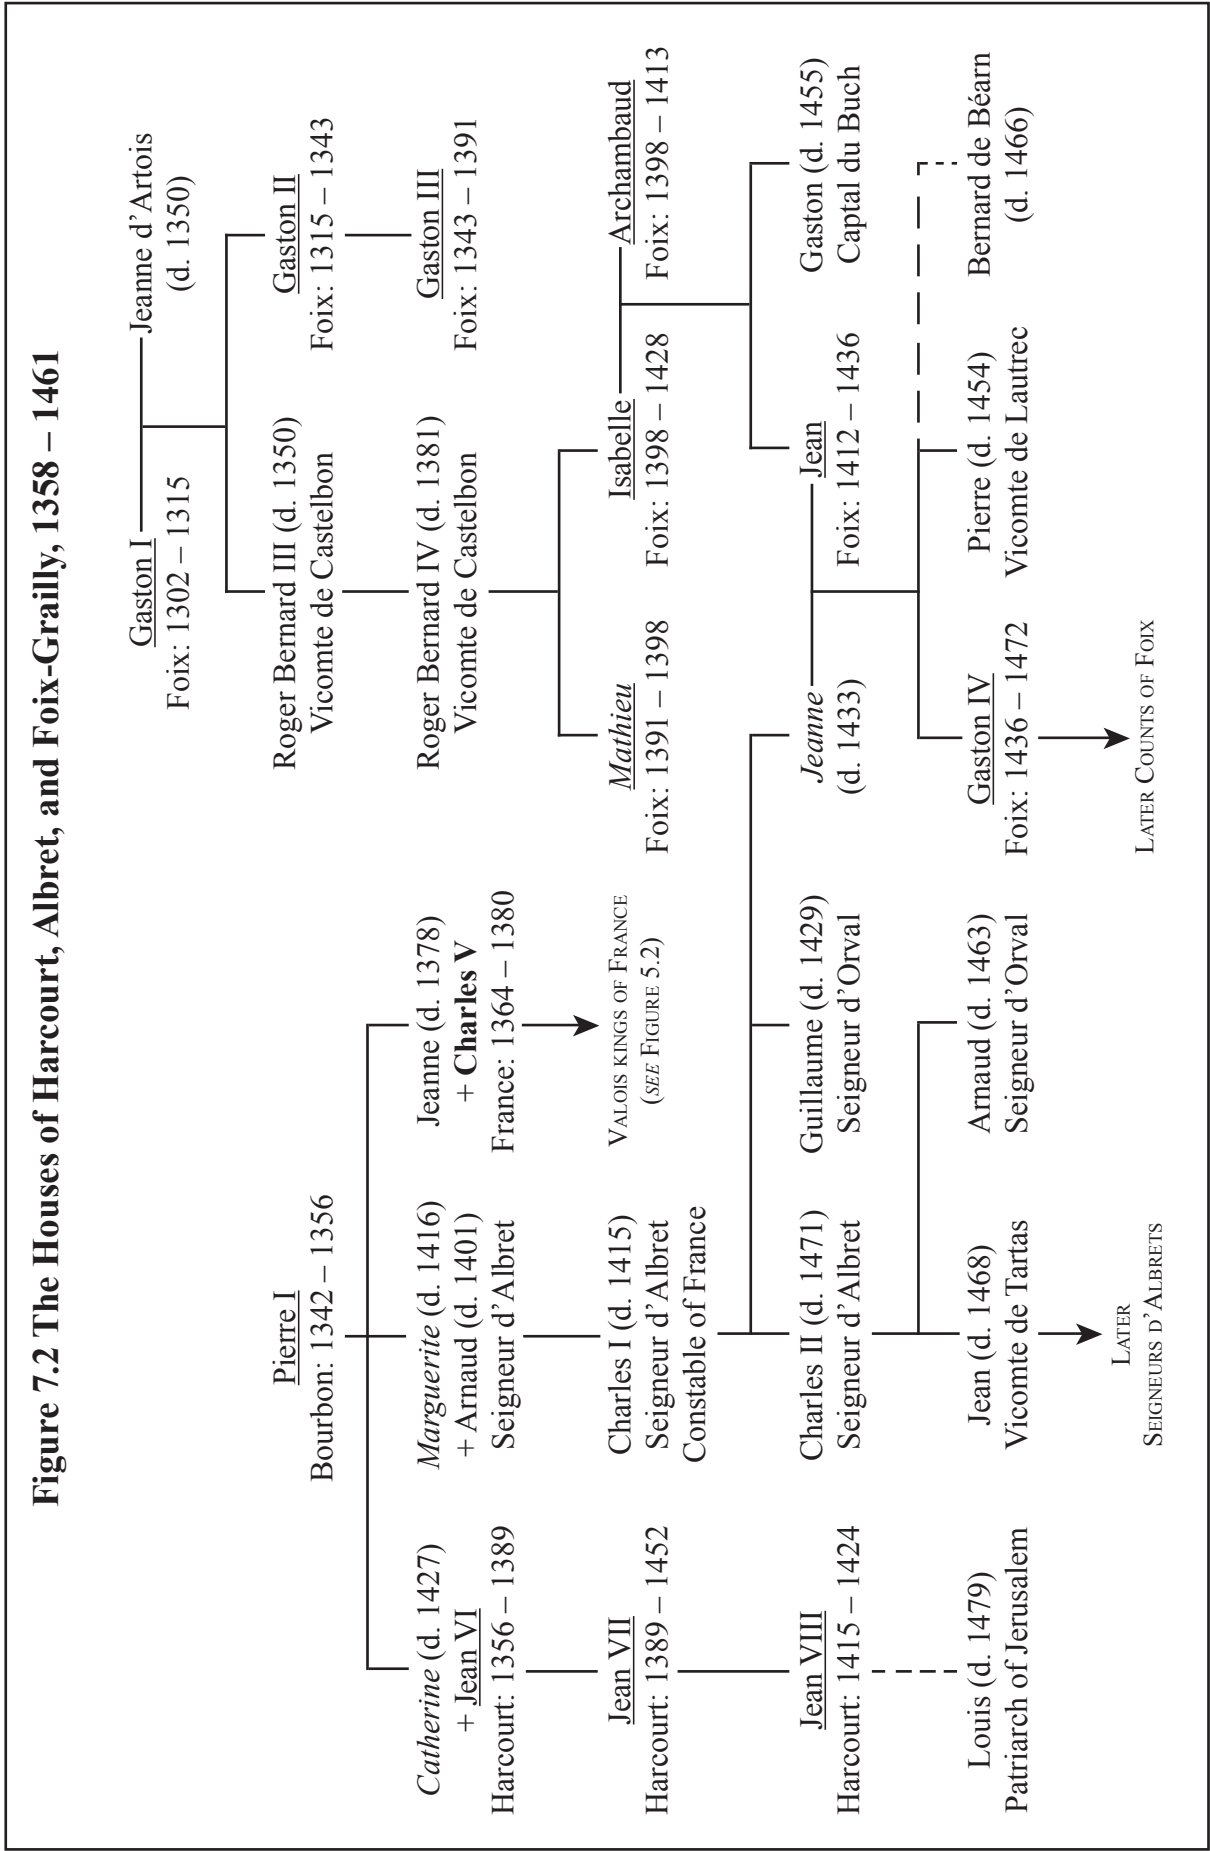 Figure 7.2 The Houses of Harcourt, Albret, and Foix-Grailly, 1358 – 1461
Gaston I
Foix: 1302 – 1315
Jeanne d'Artois
(d. 1350)
Pierre I
Bourbon: 1342 – 1356
Roger Bernard III (d. 1350)
Vicomte de Castelbon
Gaston II
Foix: 1315 – 1343
Catherine (d. 1427)
+ Jean VI
Harcourt: 1356 – 1389
Marguerite (d. 1416)
+ Arnaud (d. 1401)
Seigneur d'Albret
Jeanne (d. 1378)
+ Charles V
France: 1364 – 1380
Roger Bernard IV (d. 1381)
Vicomte de Castelbon
Gaston III
Foix: 1343 – 1391
Jean VII
Harcourt: 1389 – 1452
Charles I (d. 1415)
Seigneur d'Albret
Constable of France
VALOIS KINGS OF FRANCE
(SEE FIGURE 5.2)
Mathieu
Foix: 1391 – 1398
Isabelle
Foix: 1398 – 1428
Archambaud
Foix: 1398 – 1413
Jean VIII
Harcourt: 1415 – 1424
Charles II (d. 1471)
Seigneur d'Albret
Guillaume (d. 1429)
Seigneur d'Orval
Jeanne
(d. 1433)
Jean
Foix: 1412 – 1436
Gaston (d. 1455)
Captal du Buch
Louis (d. 1479)
Patriarch of Jerusalem
Jean (d. 1468)
Vicomte de Tartas
Arnaud (d. 1463)
Seigneur d'Orval
Gaston IV
Foix: 1436 – 1472
Pierre (d. 1454)
Vicomte de Lautrec
Bernard de Béarn
(d. 1466)
LATER
SEIGNEURS D'ALBRETS
LATER COUNTS OF FOIX